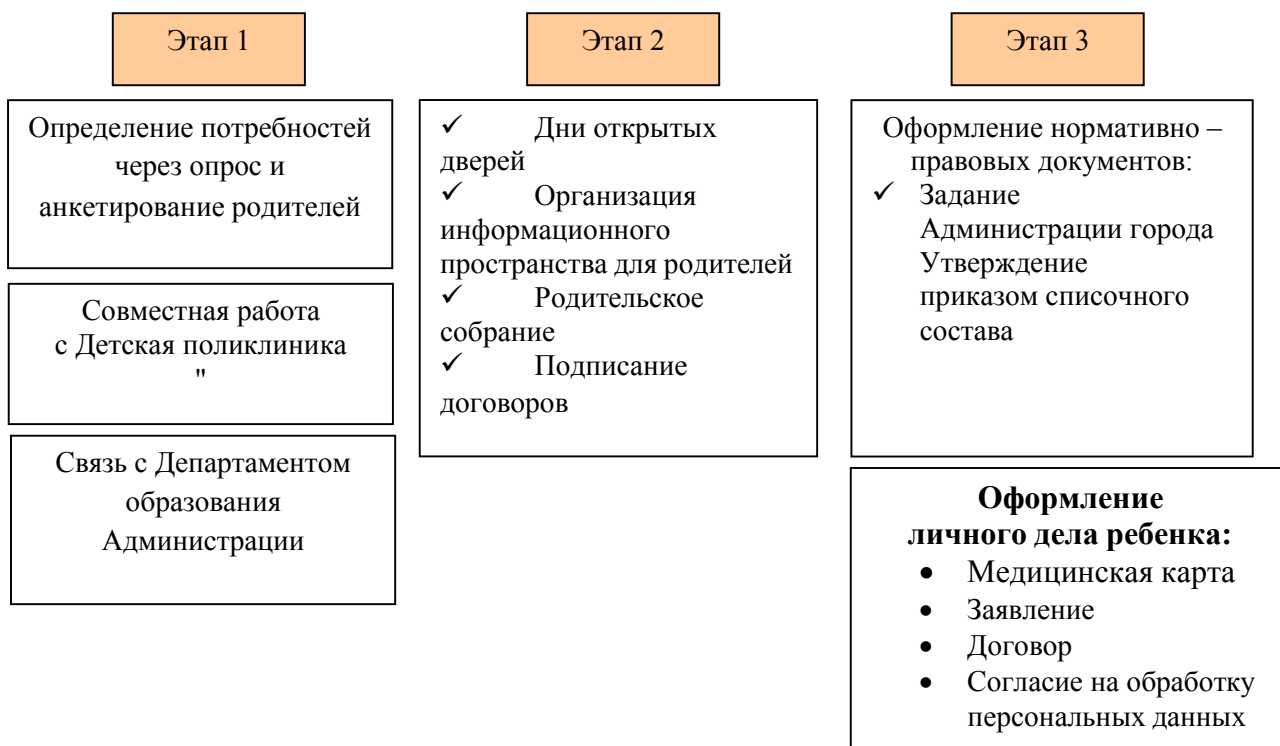 Этап 1
Определение потребностей
через опрос и
анкетирование родителей
Совместная работа
с Детская поликлиника
"
Связь с Департаментом
образования
Администрации
Этап 2
✓ Дни открытых
дверей
✓ Организация
информационного
пространства для родителей
✓ Родительское
собрание
✓ Подписание
договоров
Этап 3
Оформление нормативно –
правовых документов:
✓ Задание
Администрации города
Утверждение
приказом списочного
состава
Оформление
личного дела ребенка:
• Медицинская карта
• Заявление
• Договор
• Согласие на обработку
персональных данных